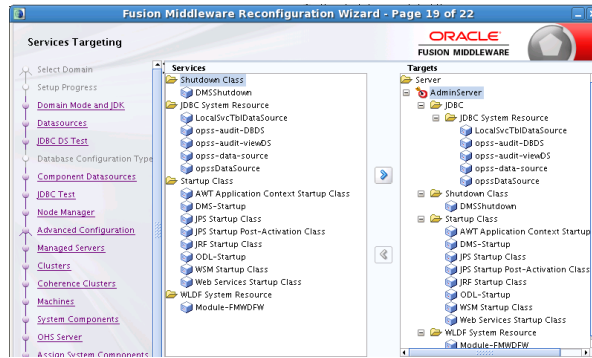 Fusion Middleware Reconfiguration Wizard - Page 19 of 22
Services Targeting
ORACLE
FUSION MIDDLEWARE
Select Domain
Setup Progress
Domain Mode and JDK
Datasources
JDBC DS Test
Database Configuration Type
Component Datasources
JDBC Test
Node Manager
Advanced Configuration
Managed Servers
Clusters
Coherence Clusters
Machines
System Components
OHS Server
Assign System Components
Services
Shutdown Class
DMSShutdown
JDBC System Resource
LocalSvcTblDataSource
opss-audit-DBDS
opss-audit-viewDS
opss-data-source
opssDataSource
Startup Class
AWT Application Context Startup Class
DMS-Startup
JPS Startup Class
JPS Startup Post-Activation Class
JRF Startup Class
ODL-Startup
WSM Startup Class
Web Services Startup Class
WLDF System Resource
Module-FMWDFW
Targets
Server
AdminServer
JDBC
JDBC System Resource
LocalSvcTblDataSource
opss-audit-DBDS
opss-audit-viewDS
opss-data-source
opssDataSource
Shutdown Class
DMSShutdown
Startup Class
AWT Application Context Startup
DMS-Startup
JPS Startup Class
JPS Startup Post-Activation Class
JRF Startup Class
ODL-Startup
WSM Startup Class
Web Services Startup Class
WLDF System Resource
Module-FMWDFW